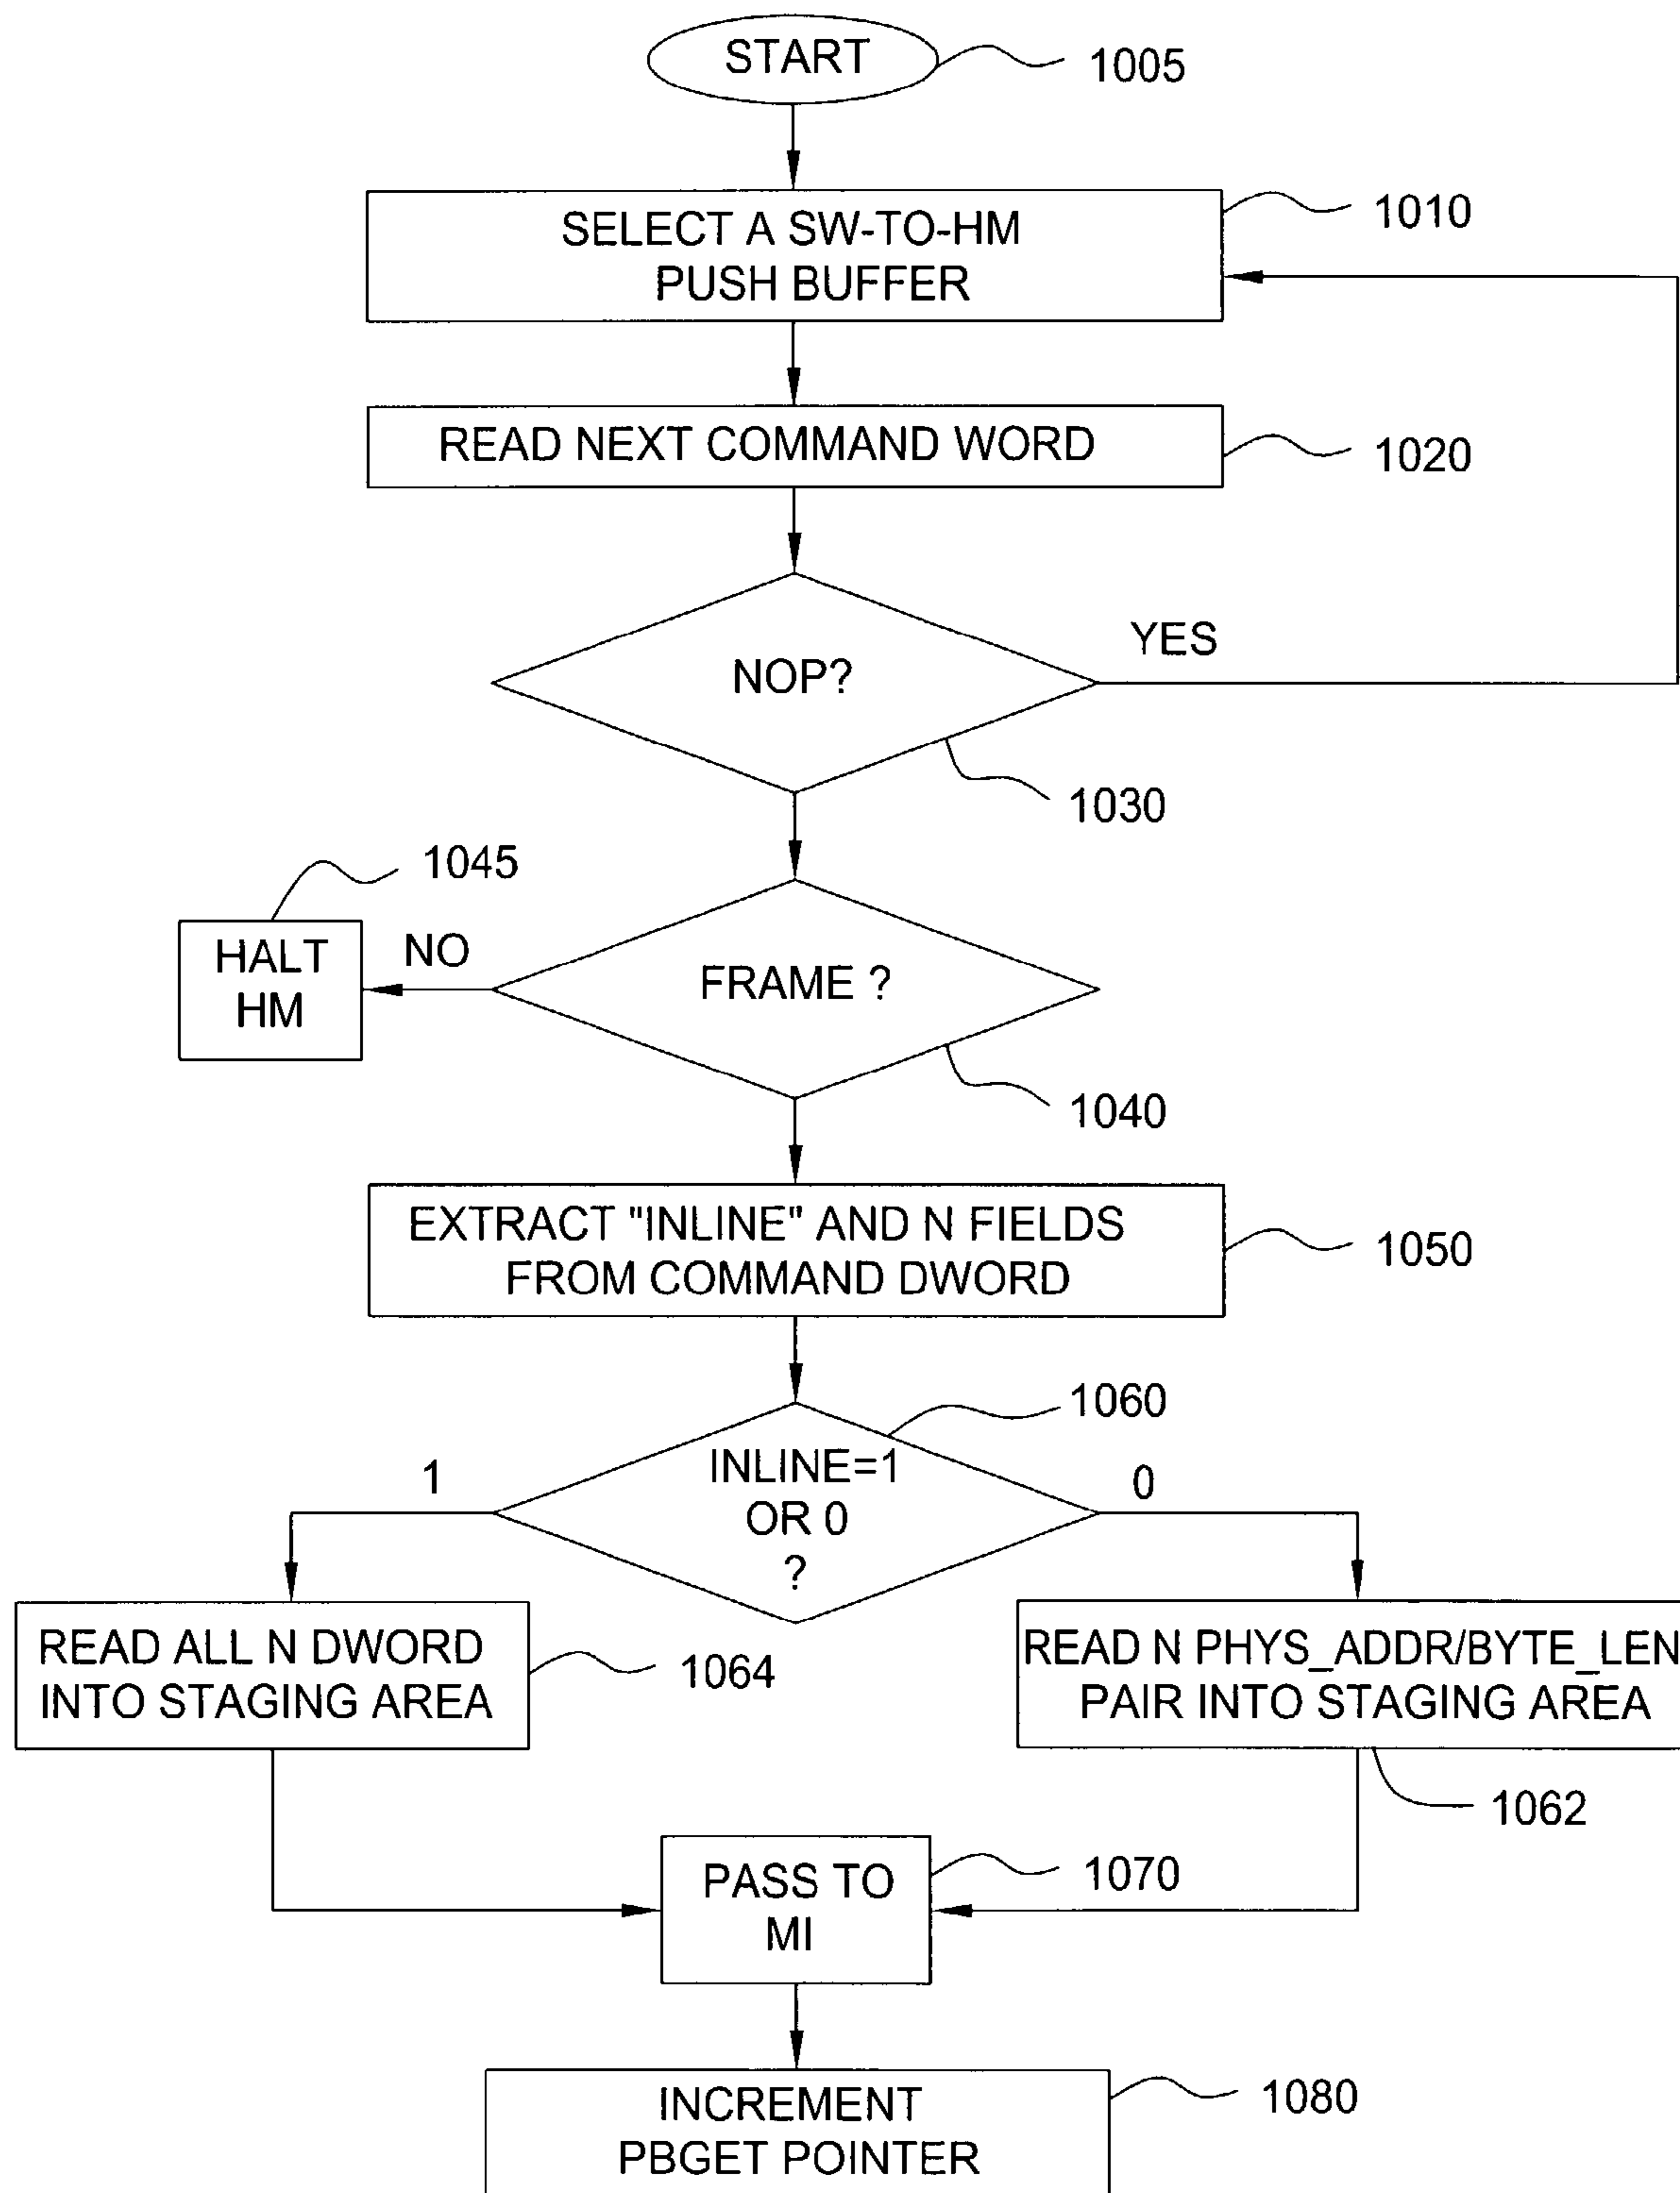 START
1005
SELECT A SW-TO-HM
PUSH BUFFER
1010
READ NEXT COMMAND WORD
1020
NOP?
YES
1030
1045
HALT
HM
NO
FRAME ?
1040
EXTRACT "INLINE" AND N FIELDS
FROM COMMAND DWORD
1050
1060
INLINE=1
OR 0
?
1
0
READ ALL N DWORD
INTO STAGING AREA
1064
READ N PHYS_ADDR/BYTE_LEN
PAIR INTO STAGING AREA
1062
PASS TO
MI
1070
INCREMENT
PBGET POINTER
1080